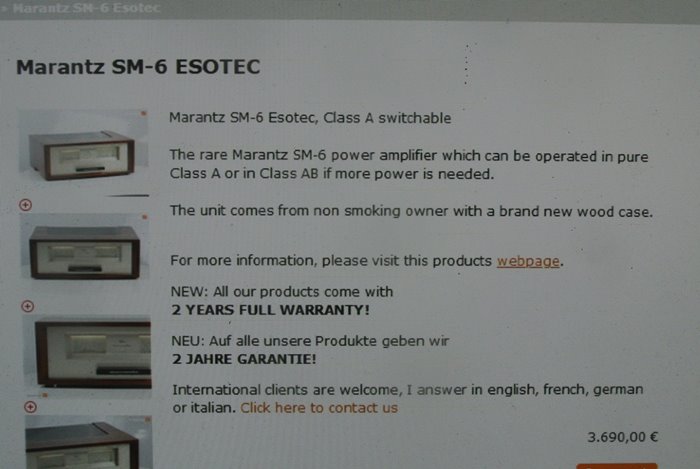 » Marantz SM-6 Esotec
Marantz SM-6 ESOTEC
Marantz SM-6 Esotec, Class A switchable
The rare Marantz SM-6 power amplifier which can be operated in pure
Class A or in Class AB if more power is needed.
The unit comes from non smoking owner with a brand new wood case.
For more information, please visit this products webpage.
NEW: All our products come with
2 YEARS FULL WARRANTY!
NEU: Auf alle unsere Produkte geben wir
2 JAHRE GARANTIE!
International clients are welcome, I answer in english, french, german
or italian. Click here to contact us
3.690,00 €